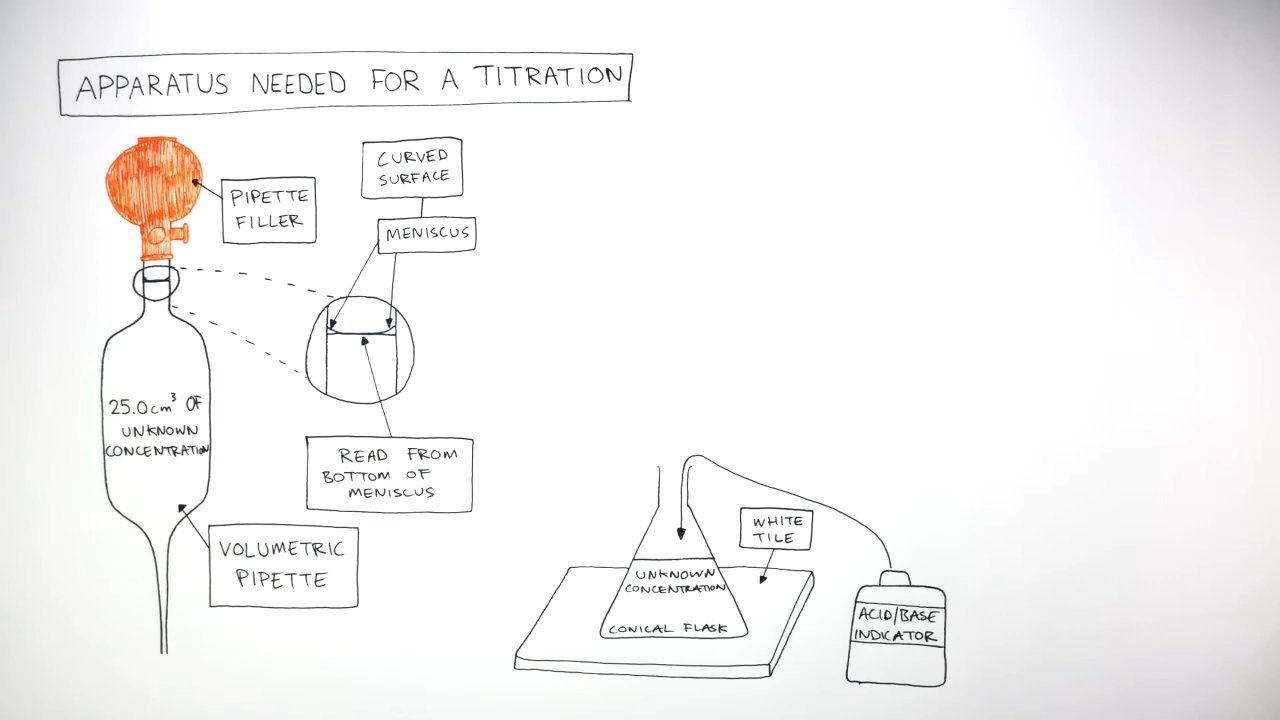 APPARATUS NEEDED FOR A TITRATION
PIPETTE
FILLER
CURVED
SURFACE
MENISCUS
25.0cm³ OF
UNKNOWN
CONCENTRATION
READ FROM
BOTTOM OF
MENISCUS
VOLUMETRIC
PIPETTE
WHITE
TILE
UNKNOWN
CONCENTRATION
CONICAL FLASK
ACID/BASE
INDICATOR